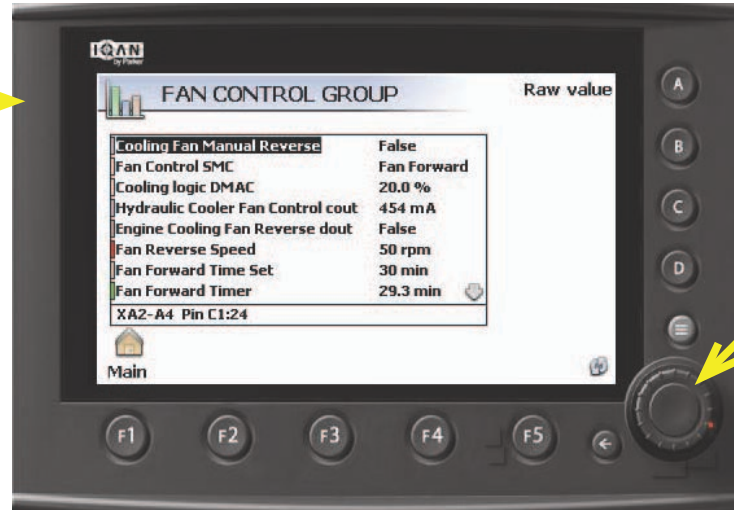 IQAN
by Parker
FAN CONTROL GROUP
Raw value
Cooling Fan Manual Reverse False
Fan Control SMC Fan Forward
Cooling logic DMAC 20.0 %
Hydraulic Cooler Fan Control cout 454 mA
Engine Cooling Fan Reverse dout False
Fan Reverse Speed 50 rpm
Fan Forward Time Set 30 min
Fan Forward Timer 29.3 min
XA2-A4 Pin C1:24
Main
A
B
C
D
F1 F2 F3 F4 F5